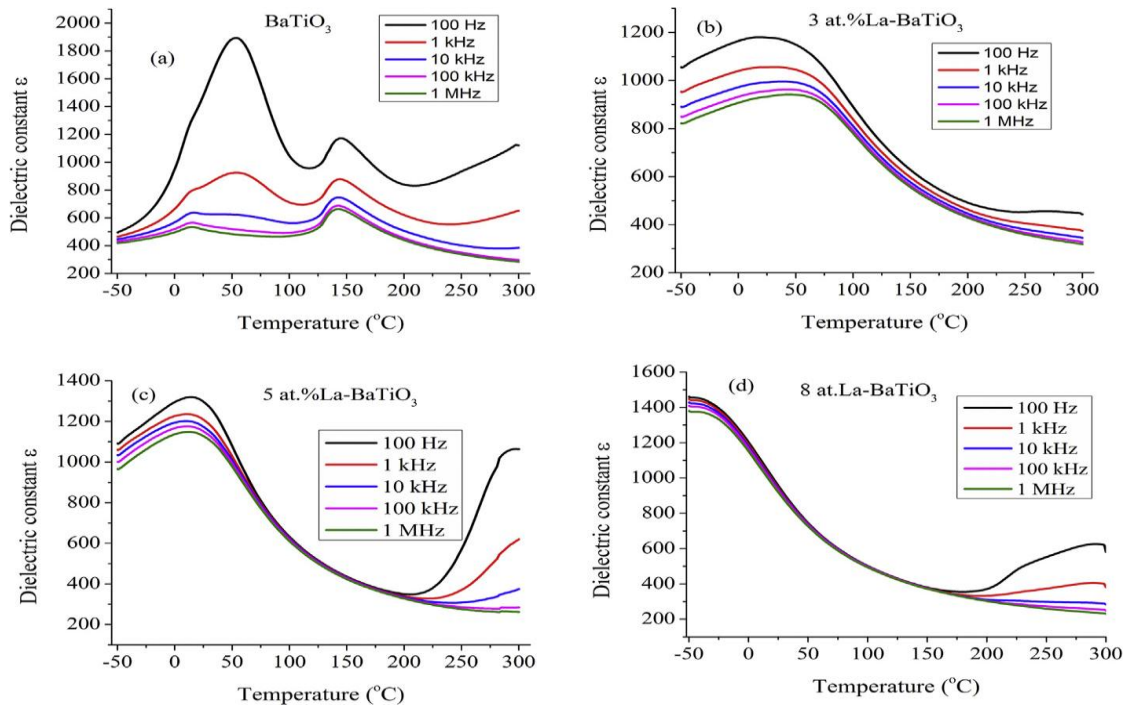 BaTiO₃
(a)
100 Hz
1 kHz
10 kHz
100 kHz
1 MHz
2000
1800
1600
1400
1200
1000
800
600
400
200
Dielectric constant ε
-50 0 50 100 150 200 250 300
Temperature (°C)
(b)
3 at.%La-BaTiO₃
100 Hz
1 kHz
10 kHz
100 kHz
1 MHz
1200
1000
800
600
400
200
Dielectric constant ε
-50 0 50 100 150 200 250 300
Temperature (°C)
(c)
5 at.%La-BaTiO₃
100 Hz
1 kHz
10 kHz
100 kHz
1 MHz
1400
1200
1000
800
600
400
200
Dielectric constant ε
-50 0 50 100 150 200 250 300
Temperature (°C)
(d)
8 at.La-BaTiO₃
100 Hz
1 kHz
10 kHz
100 kHz
1 MHz
1600
1400
1200
1000
800
600
400
200
Dielectric constant ε
-50 0 50 100 150 200 250 300
Temperature (°C)